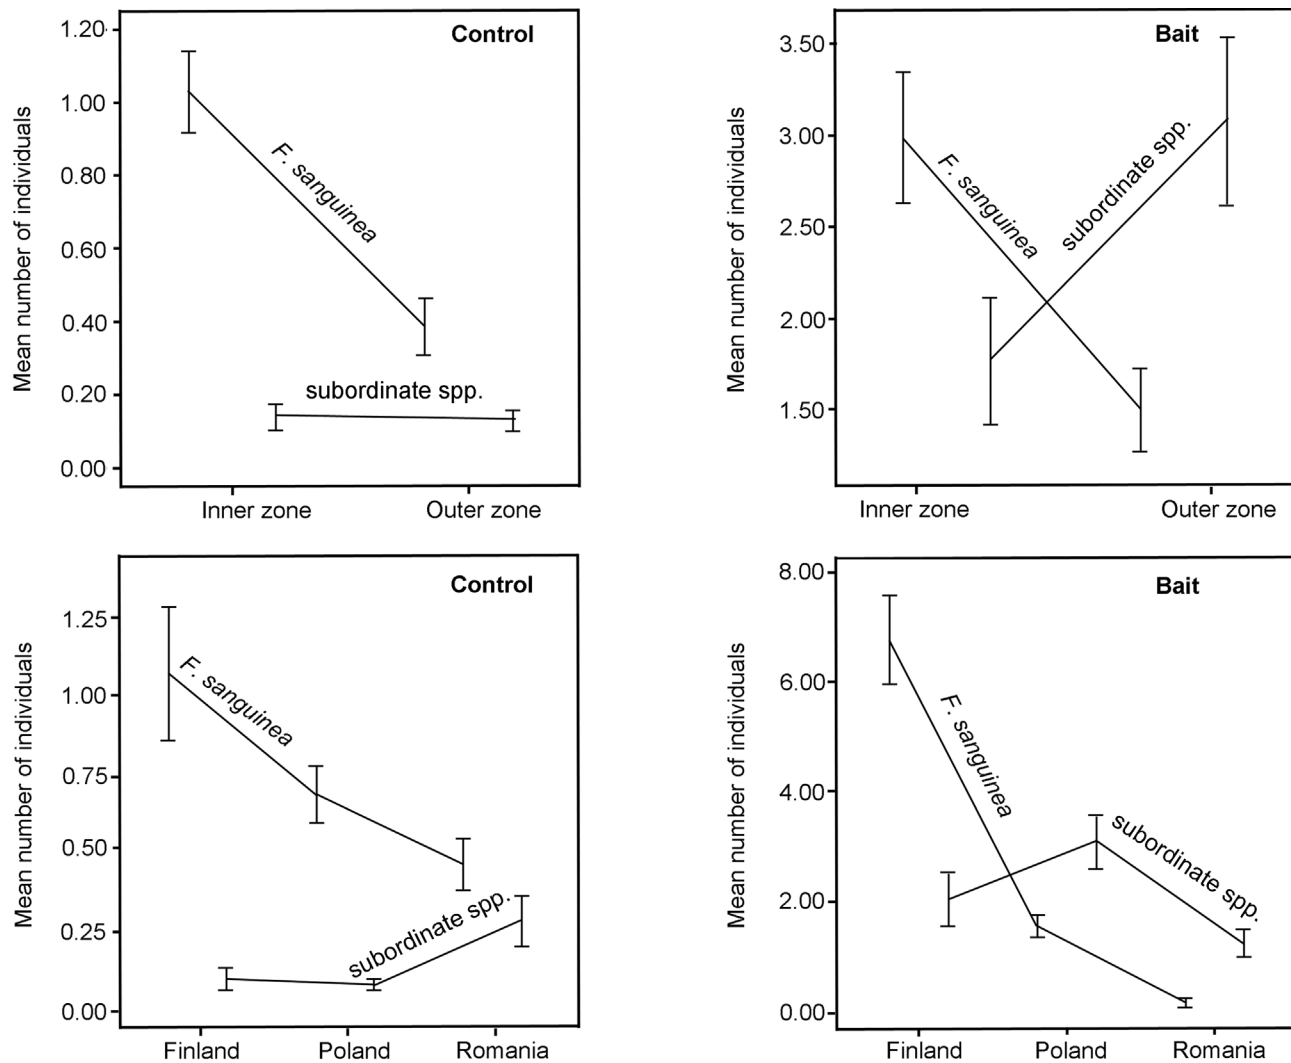 Control
Mean number of individuals
1.20
1.00
0.80
0.60
0.40
0.20
0.00
F. sanguinea
subordinate spp.
Inner zone
Outer zone
Bait
Mean number of individuals
3.50
3.00
2.50
2.00
1.50
F. sanguinea
subordinate spp.
Inner zone
Outer zone
Control
Mean number of individuals
1.25
1.00
0.75
0.50
0.25
0.00
F. sanguinea
subordinate spp.
Finland
Poland
Romania
Bait
Mean number of individuals
8.00
6.00
4.00
2.00
0.00
F. sanguinea
subordinate spp.
Finland
Poland
Romania